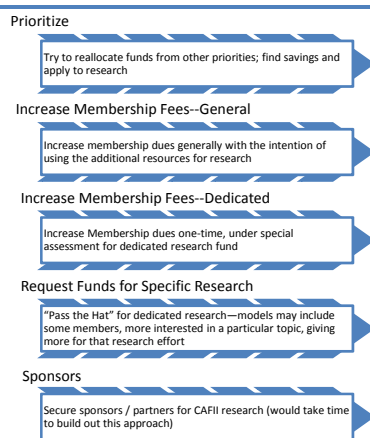 Prioritize
Try to reallocate funds from other priorities; find savings and
apply to research
Increase Membership Fees--General
Increase membership dues generally with the intention of
using the additional resources for research
Increase Membership Fees--Dedicated
Increase Membership dues one-time, under special
assessment for dedicated research fund
Request Funds for Specific Research
“Pass the Hat” for dedicated research—models may include
some members, more interested in a particular topic, giving
more for that research effort
Sponsors
Secure sponsors / partners for CAFII research (would take time
to build out this approach)